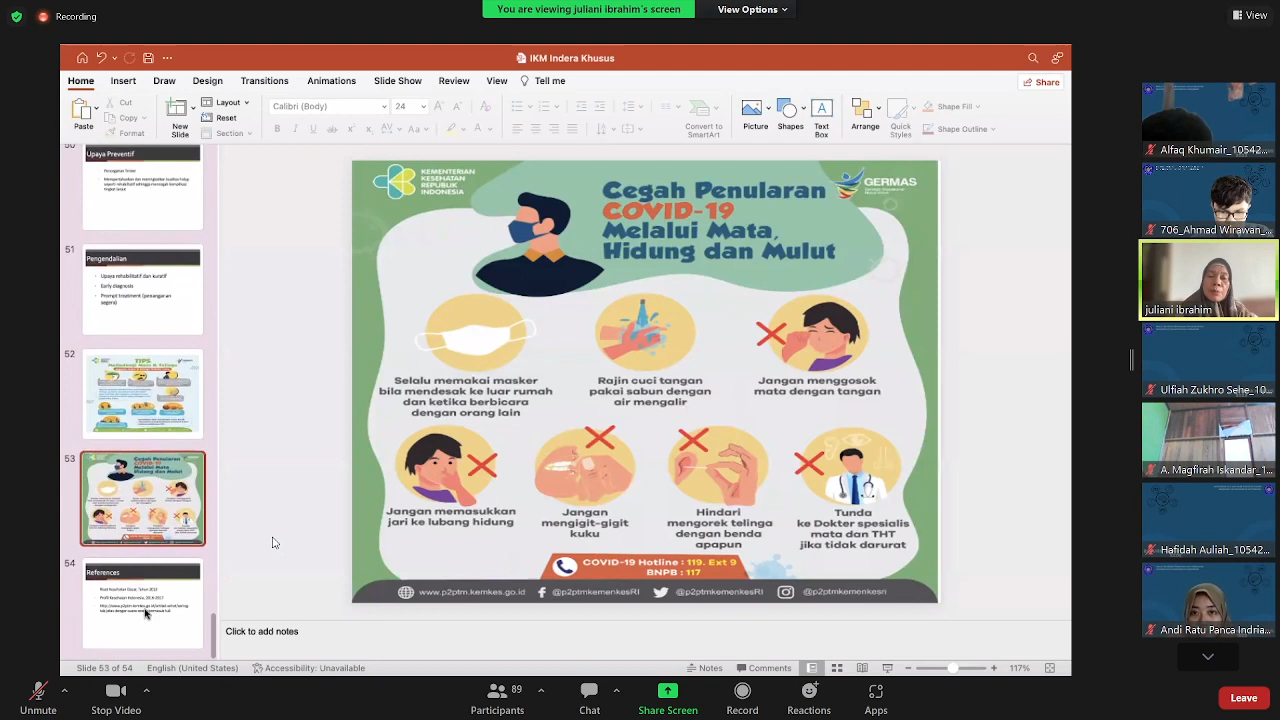 Recording
You are viewing juliani ibrahim's screen
View Options
View
IKM Indera Khusus
Home Insert Draw Design Transitions Animations Slide Show Review View Tell me
Share
Paste
Cut
Copy
Format
New Slide
Layout
Reset
Section
Calibri (Body)
24
Convert to SmartArt
Picture
Shapes
Text Box
Arrange
Quick Styles
Shape Fill
Shape Outline
50
Upaya Preventif
51
Pengendalian
Upaya rehabilitatif dan kuratif
Early diagnosis
Prompt treatment (penanganan
segera)
52
TIPS
53
54
References
KEMENTERIAN
KESEHATAN
REPUBLIK
INDONESIA
GERMAS
Cegah Penularan
COVID-19
Melalui Mata,
Hidung dan Mulut
Selalu memakai masker
bila mendesak ke luar rumah
dan ketika berbicara
dengan orang lain
Rajin cuci tangan
pakai sabun dengan
air mengalir
Jangan menggosok
mata dengan tangan
Jangan memasukkan
jari ke lubang hidung
Jangan
mengigit-gigit
kuku
Hindari
mengorek telinga
dengan benda
apapun
Tunda
ke Dokter spesialis
mata dan THT
jika tidak darurat
COVID-19 Hotline : 119. Ext 9
BNPB : 117
www.p2ptm.kemkes.go.id @p2ptmkemenkesRI @p2ptmkemenkesRI @p2ptmkemenkesri
Click to add notes
Slide 53 of 54
English (United States)
Accessibility: Unavailable
Notes
Comments
117%
Alfaq Khairunisah_1054...
juliani ibrahim
A. Magfirah Iskandar_1...
Hafidah Aulia_105421...
Andi Ratu Panca Indria...
Unmute
Stop Video
89
Participants
Chat
Share Screen
Record
Reactions
Apps
Leave